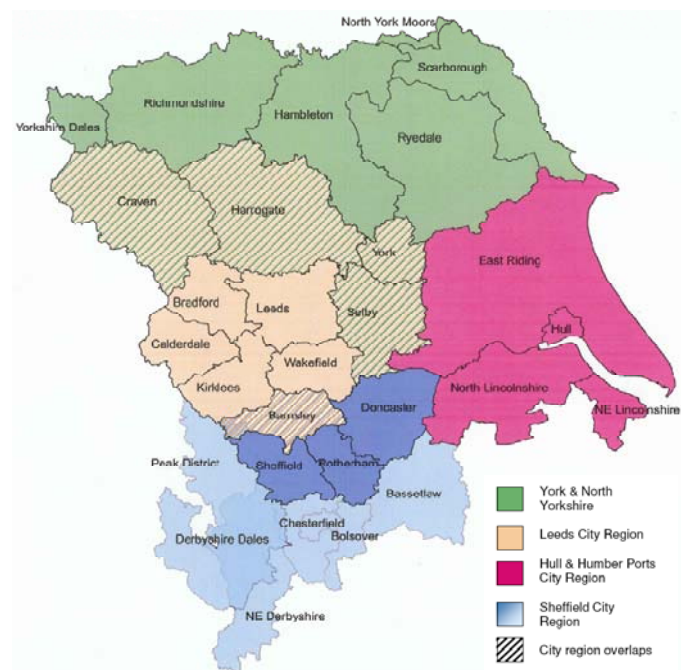 North York Moors
Scarborough
Richmondshire
Hambleton
Yorkshire Dales
Ryedale
Craven
Harrogate
York
East Riding
Bradford
Leeds
Selby
Hull
Calderdale
Wakefield
Kirklees
North Lincolnshire
Doncaster
NE Lincolnshire
Barnsley
Peak District
Sheffield
Rotherham
Bassetlaw
Chesterfield
Derbyshire Dales
Bolsover
NE Derbyshire
York & North
Yorkshire
Leeds City Region
Hull & Humber Ports
City Region
Sheffield City
Region
City region overlaps